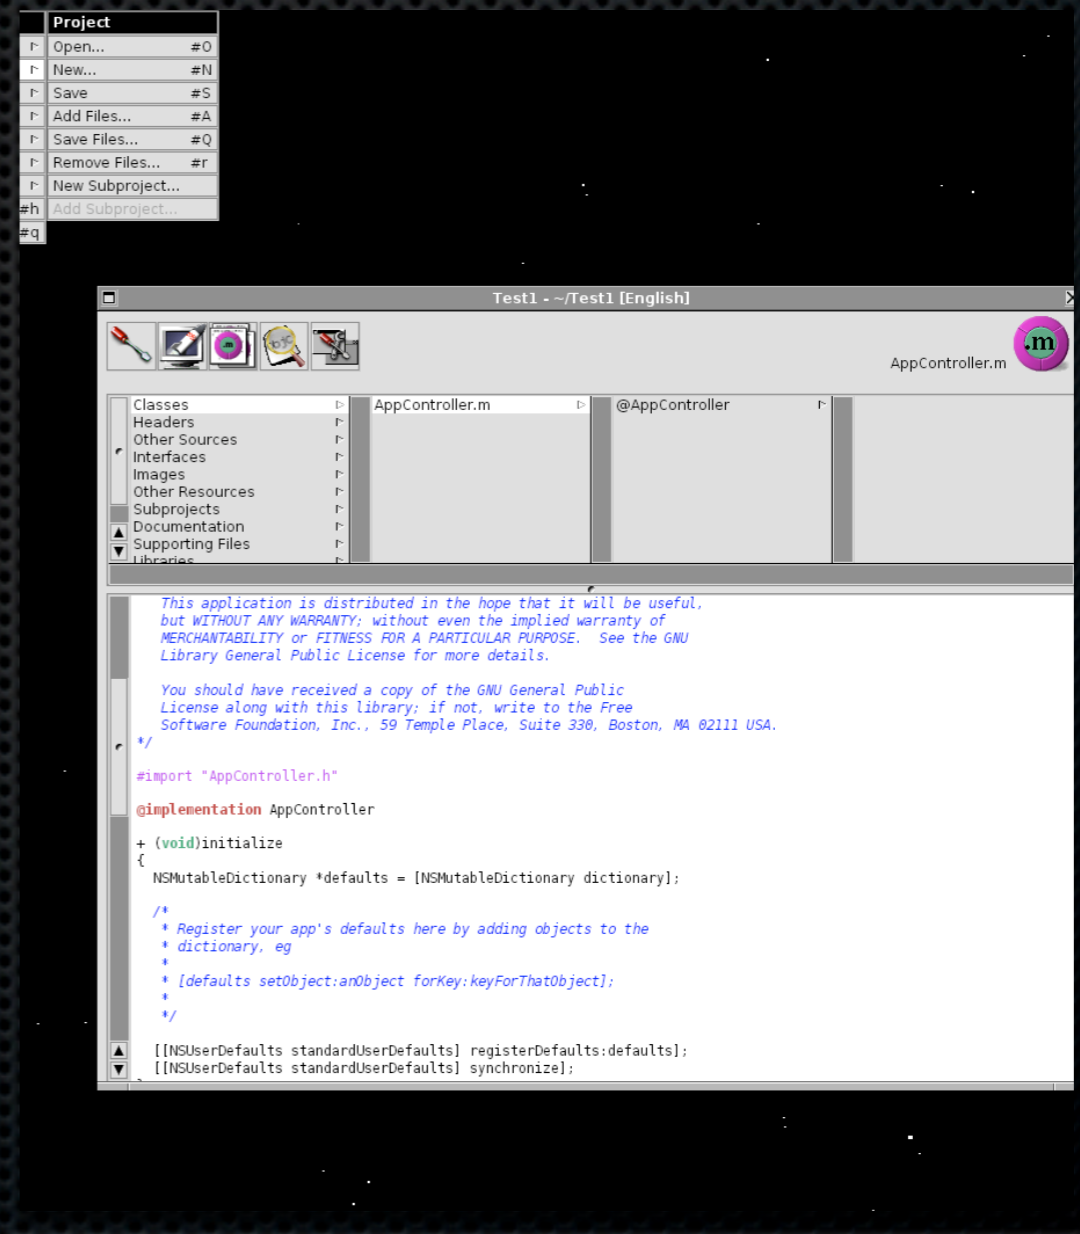 Project
Open... #O
New... #N
Save #S
Add Files... #A
Save Files... #Q
Remove Files... #r
New Subproject...
#h Add Subproject...
#q
Test1 - ~/Test1 [English]
.m
.m
AppController.m
Classes
Headers
Other Sources
Interfaces
Images
Other Resources
Subprojects
Documentation
Supporting Files
Libraries
AppController.m
@AppController
This application is distributed in the hope that it will be useful,
but WITHOUT ANY WARRANTY; without even the implied warranty of
MERCHANTABILITY or FITNESS FOR A PARTICULAR PURPOSE.  See the GNU
Library General Public License for more details.
You should have received a copy of the GNU General Public
License along with this library; if not, write to the Free
Software Foundation, Inc., 59 Temple Place, Suite 330, Boston, MA 02111 USA.
*/
#import "AppController.h"
@implementation AppController
+ (void)initialize
{
NSMutableDictionary *defaults = [NSMutableDictionary dictionary];
/*
* Register your app's defaults here by adding objects to the
* dictionary, eg
*
* [defaults setObject:anObject forKey:keyForThatObject];
*
*/
[[NSUserDefaults standardUserDefaults] registerDefaults:defaults];
[[NSUserDefaults standardUserDefaults] synchronize];